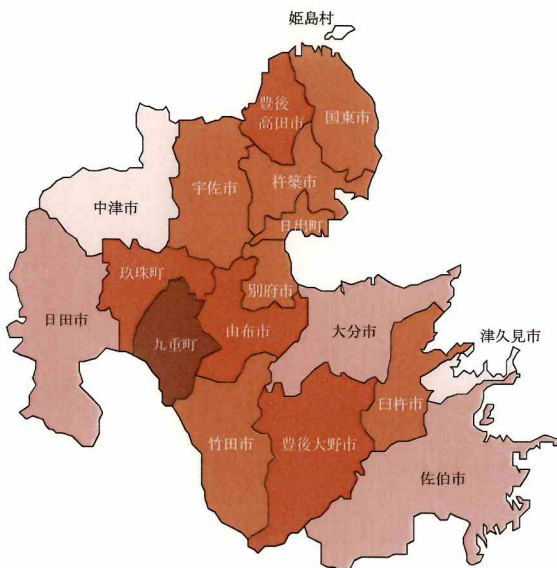 姫島村
豊後
高田市
国東市
宇佐市
杵築市
中津市
日出町
玖珠町
別府市
日田市
九重町
由布市
大分市
津久見市
臼杵市
竹田市
豊後大野市
佐伯市